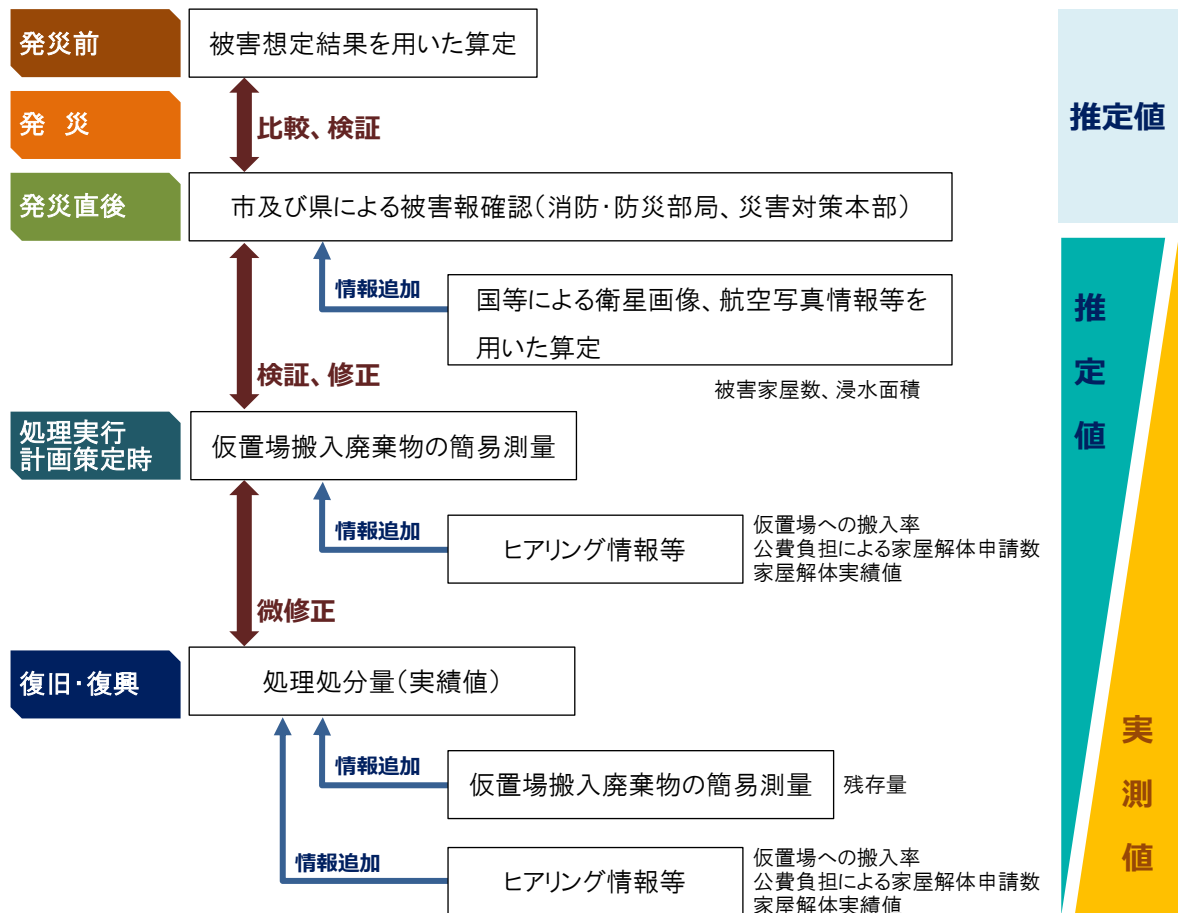 発災前
被害想定結果を用いた算定
発 災
比較、検証
推定値
発災直後
市及び県による被害報確認(消防・防災部局、災害対策本部)
情報追加
国等による衛星画像、航空写真情報等を
用いた算定
被害家屋数、浸水面積
検証、修正
推定値
処理実行
計画策定時
仮置場搬入廃棄物の簡易測量
情報追加
ヒアリング情報等
仮置場への搬入率
公費負担による家屋解体申請数
家屋解体実績値
微修正
復旧・復興
処理処分量(実績値)
実測値
情報追加
仮置場搬入廃棄物の簡易測量
残存量
情報追加
ヒアリング情報等
仮置場への搬入率
公費負担による家屋解体申請数
家屋解体実績値